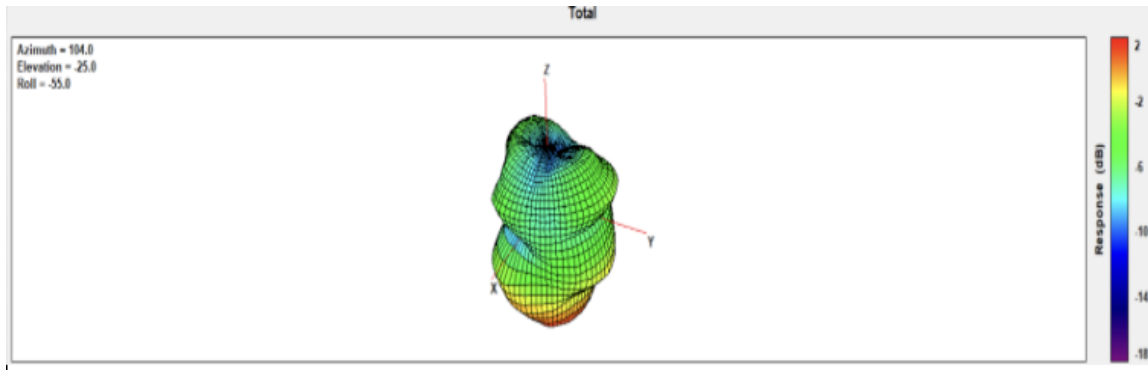 Total
Azimuth = 104.0
Elevation = -25.0
Roll = -55.0
Z
Y
X
2
-2
-6
-10
-14
-18
Response (dB)